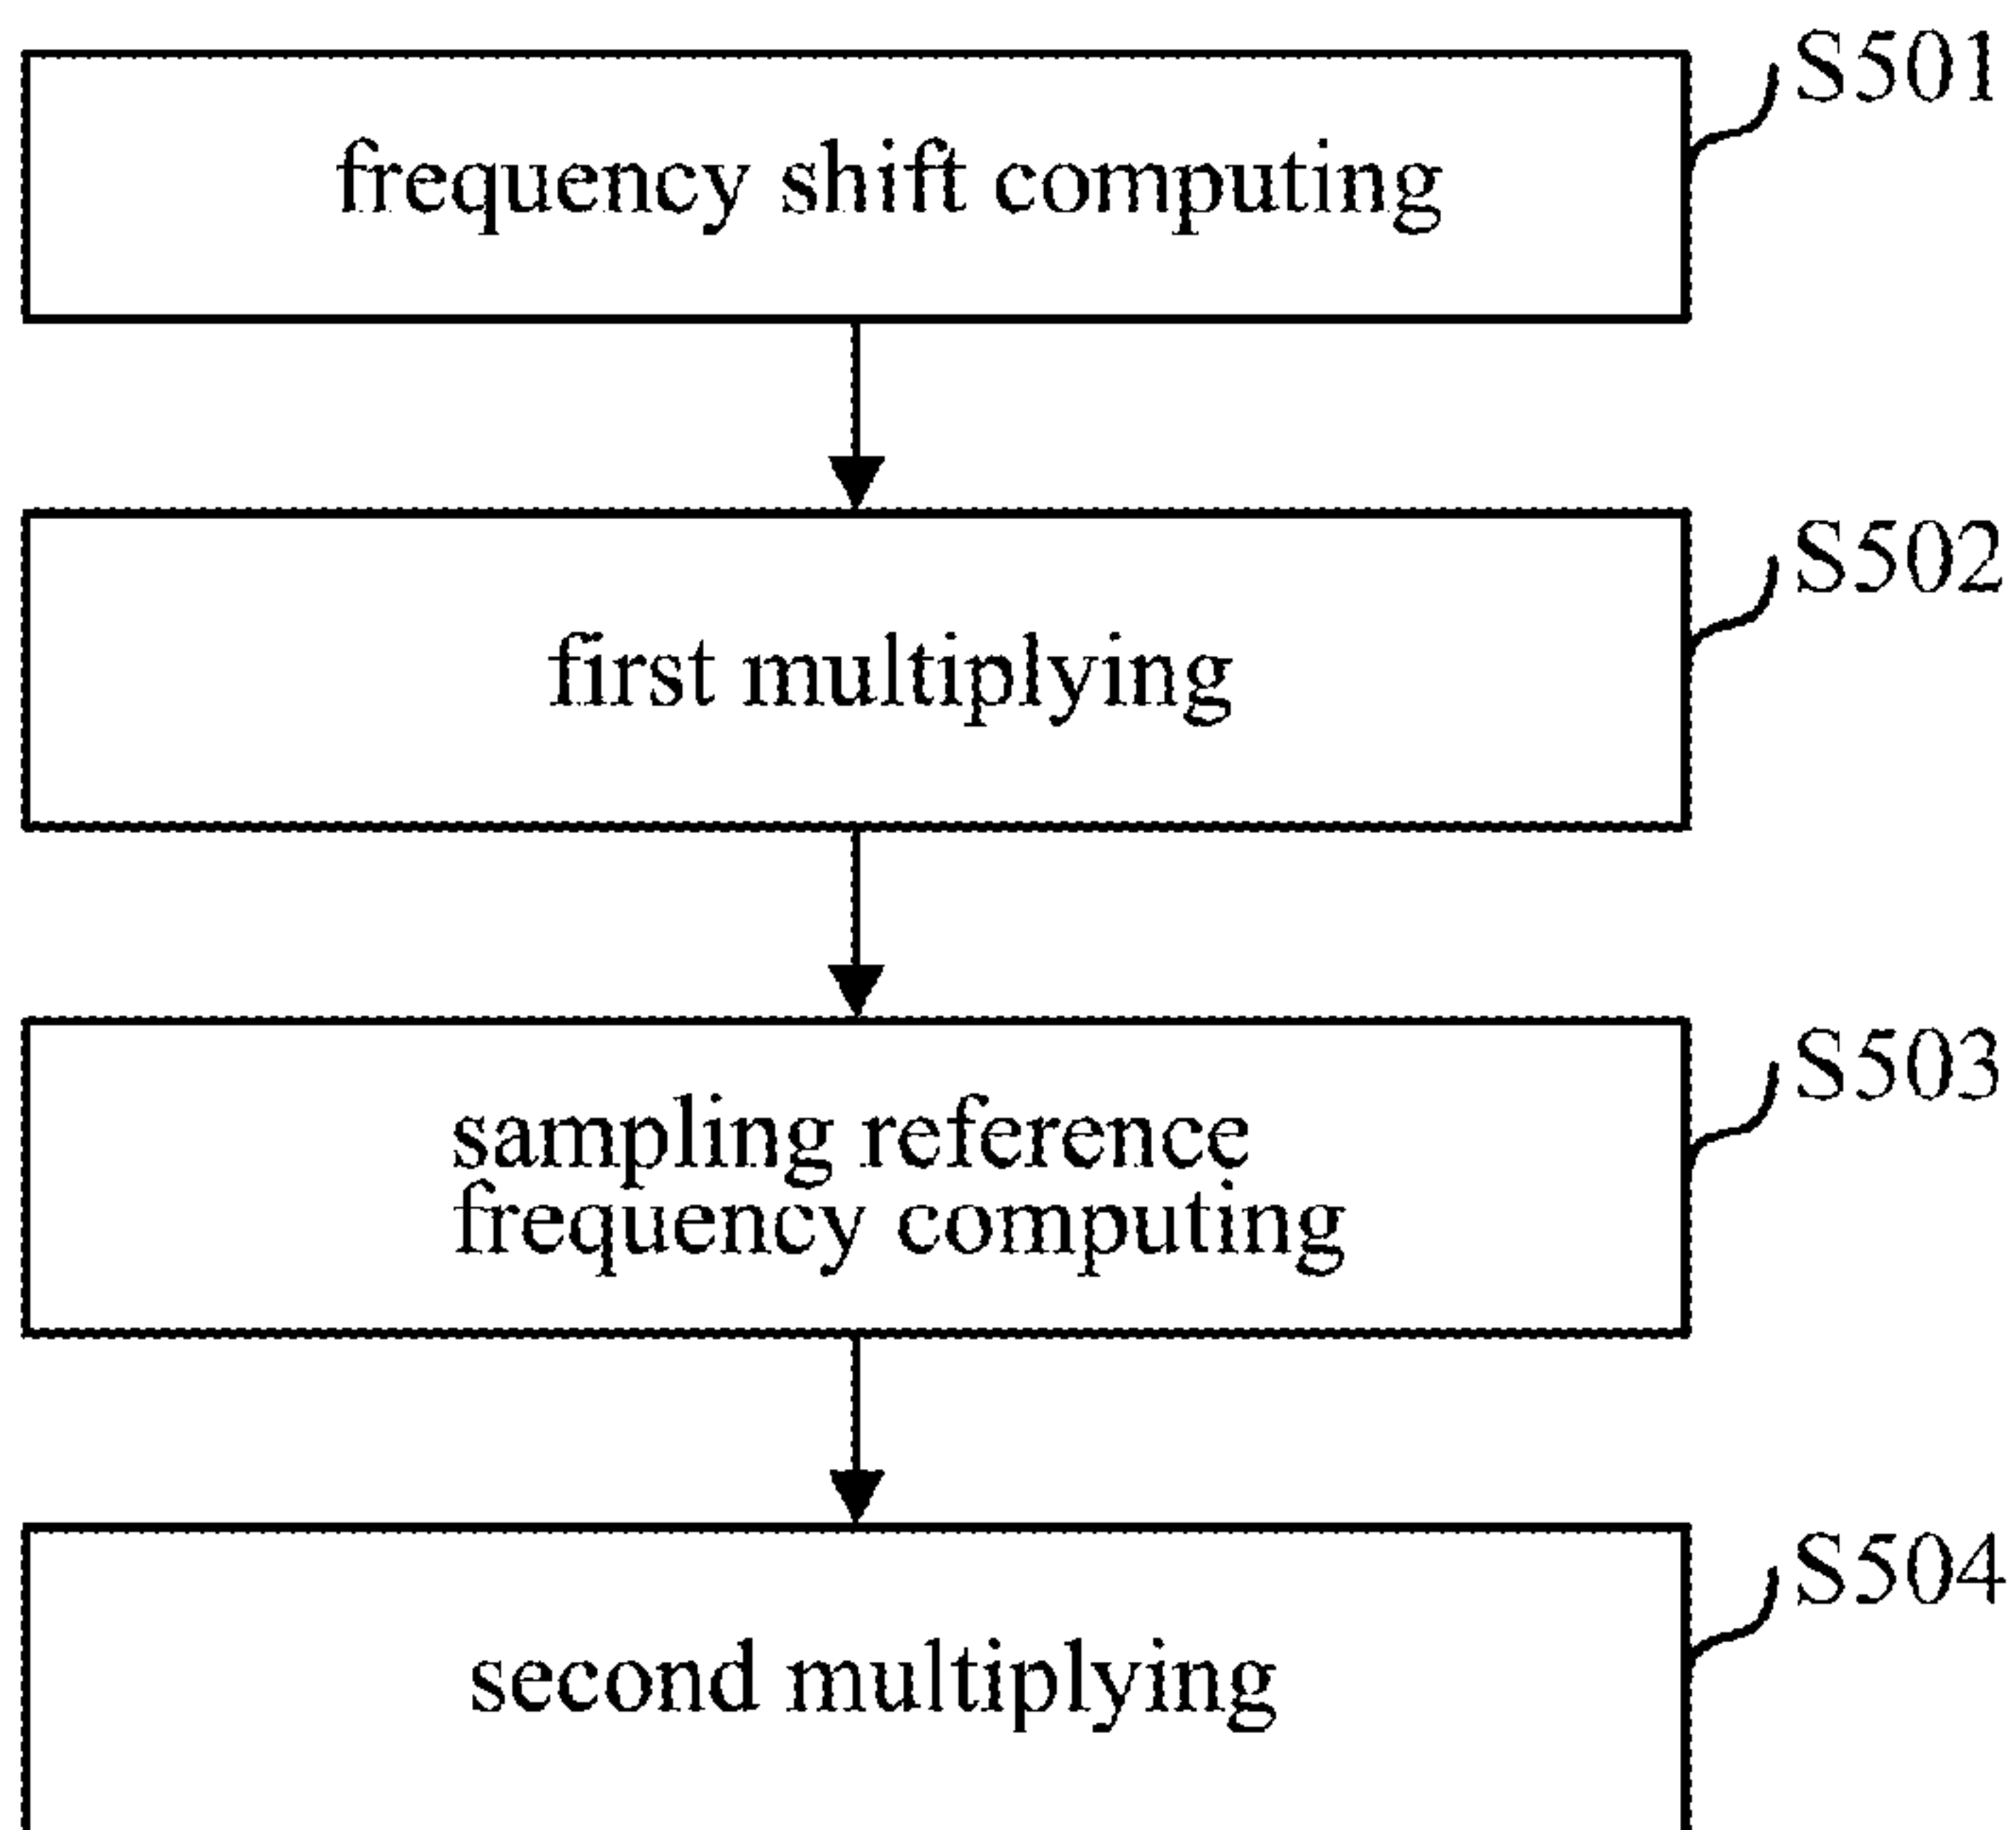 S501
frequency shift computing
S502
first multiplying
S503
sampling reference
frequency computing
S504
second multiplying